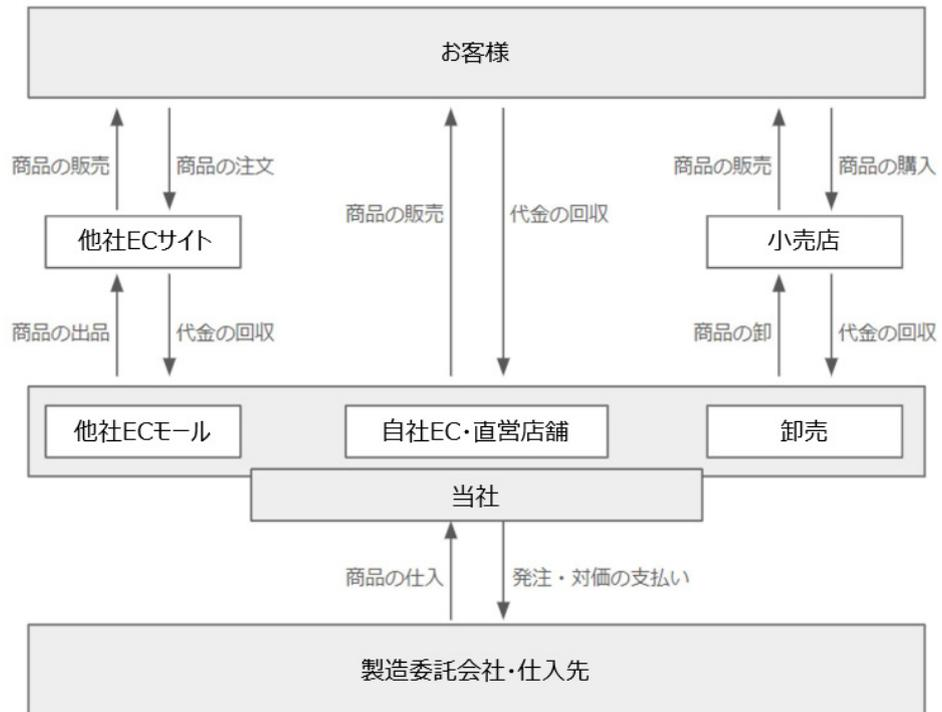 お客様
商品の販売
商品の注文
商品の販売
代金の回収
商品の販売
商品の購入
他社ECサイト
小売店
商品の出品
代金の回収
商品の卸
代金の回収
他社ECモール
自社EC・直営店舗
卸売
当社
商品の仕入
発注・対価の支払い
製造委託会社・仕入先